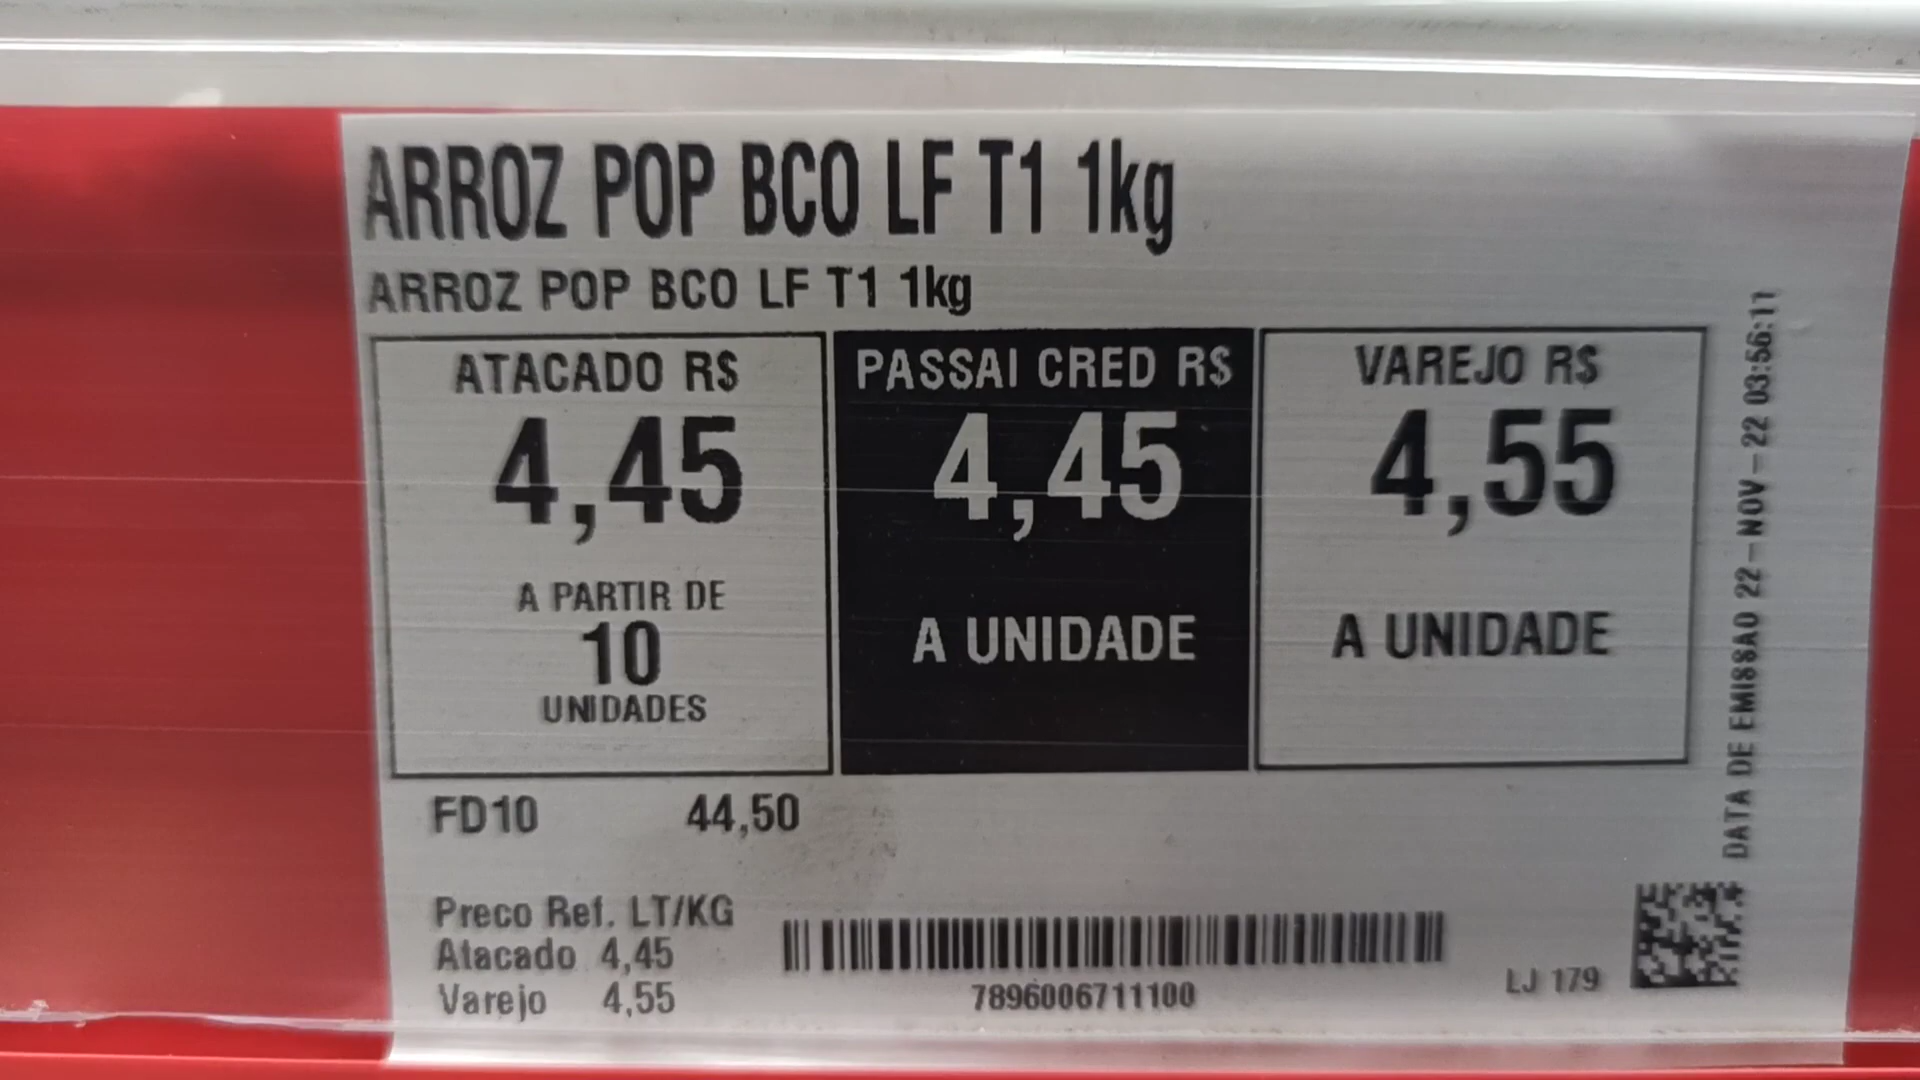 ARROZ POP BCO LF T1 1kg
ARROZ POP BCO LF T1 1kg
ATACADO R$
4,45
A PARTIR DE
10
UNIDADES
PASSAI CRED R$
4,45
A UNIDADE
VAREJO R$
4,55
A UNIDADE
DATA DE EMISSAO 22-NOV-22 03:56:11
FD10 44,50
Preco Ref. LT/KG
Atacado 4,45
Varejo 4,55
7896006711100
LJ 179